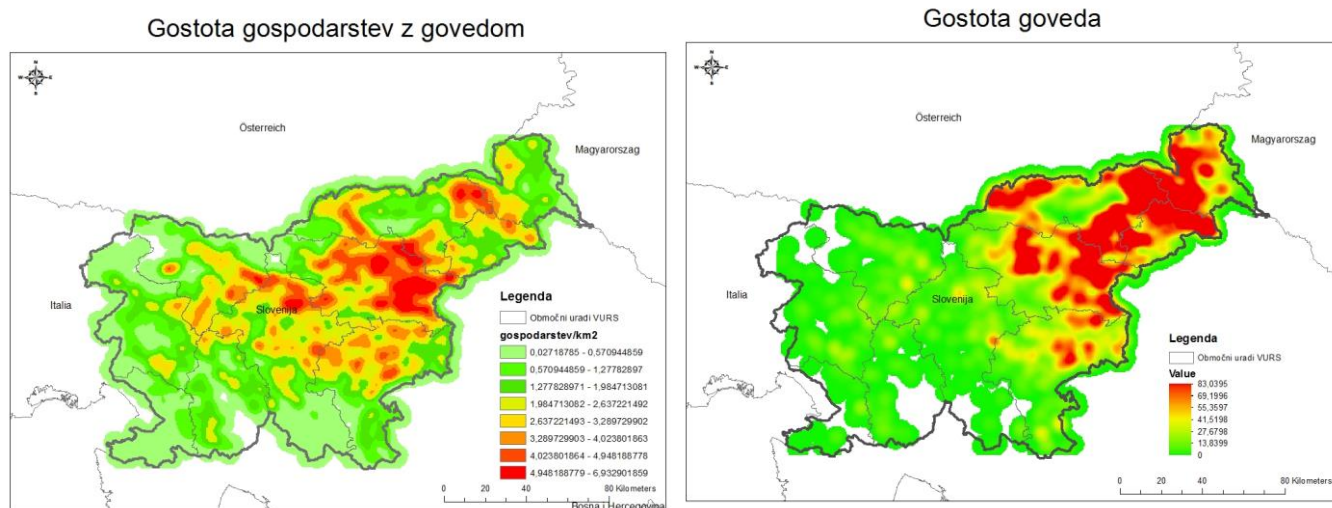 Gostota gospodarstev z govedom
N
W
E
S
Österreich
Magyarország
Italia
Slovenija
Legenda
Območni uradi VURS
gospodarstev/km2
0,02718785 - 0,570944859
0,570944859 - 1,27782897
1,277828971 - 1,984713081
1,984713082 - 2,637221492
2,637221493 - 3,289729902
3,289729903 - 4,023801863
4,023801864 - 4,948188778
4,948188779 - 6,932901859
0 20 40 80 Kilometers
Bosna i Hercegovina
Gostota goveda
N
W
E
S
Österreich
Magyarország
Italia
Slovenija
Legenda
Območni uradi VURS
Value
83,0395
69,1996
55,3597
41,5198
27,6798
13,8399
0
0 20 40 80 Kilometers